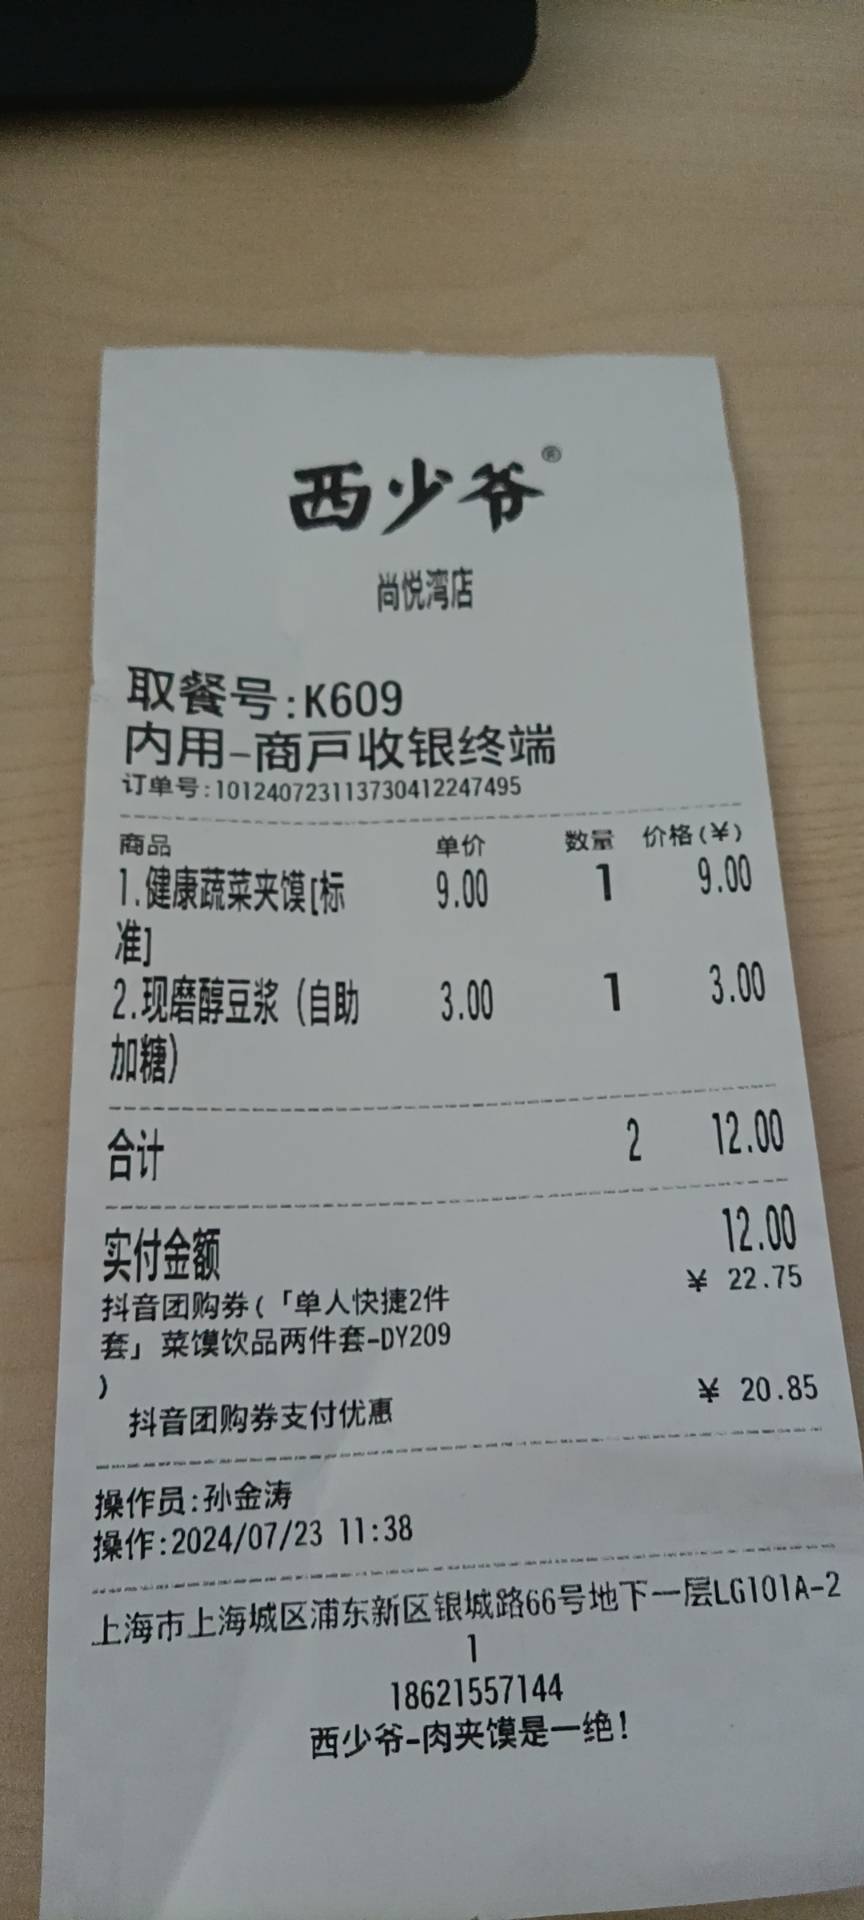 西少爷®
尚悦湾店
取餐号:K609
内用-商户收银终端
订单号:101240723113730412247495
商品 单价 数量 价格(¥)
1.健康蔬菜夹馍[标 9.00 1 9.00
准]
2.现磨醇豆浆（自助 3.00 1 3.00
加糖）
合计 2 12.00
实付金额 12.00
抖音团购券(「单人快捷2件 ¥ 22.75
套」菜馍饮品两件套-DY209
)
抖音团购券支付优惠 ¥ 20.85
操作员:孙金涛
操作:2024/07/23 11:38
上海市上海城区浦东新区银城路66号地下一层LG101A-2
1
18621557144
西少爷-肉夹馍是一绝!